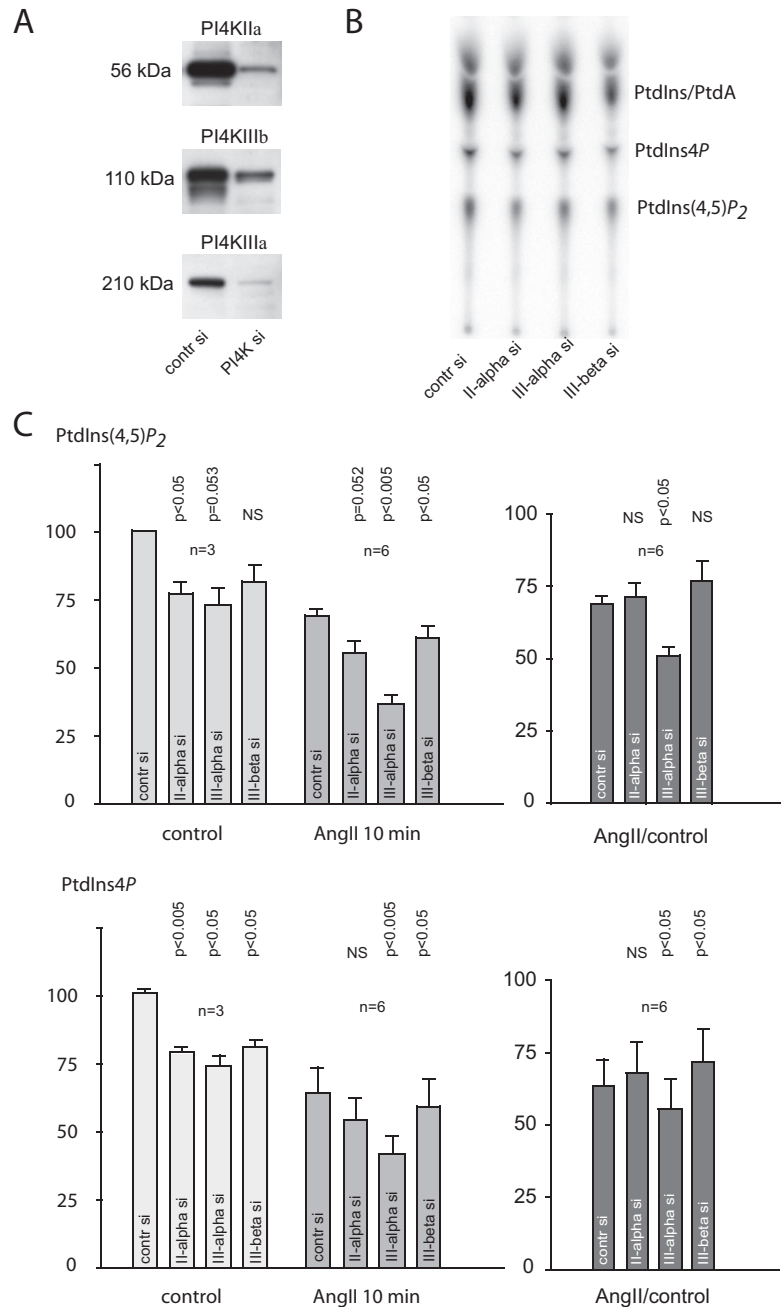 A
PI4KIIa
56 kDa
PI4KIIIb
110 kDa
PI4KIIIa
210 kDa
contr si
PI4K si
B
PtdIns/PtdA
PtdIns4P
PtdIns(4,5)P2
contr si
II-alpha si
III-alpha si
III-beta si
C
PtdIns(4,5)P2
100
75
50
25
0
p<0.05
p=0.053
NS
n=3
contr si
II-alpha si
III-alpha si
III-beta si
control
p=0.052
p<0.005
p<0.05
n=6
contr si
II-alpha si
III-alpha si
III-beta si
AngII 10 min
100
75
50
25
0
NS
p<0.05
NS
n=6
contr si
II-alpha si
III-alpha si
III-beta si
AngII/control
PtdIns4P
100
75
50
25
0
p<0.005
p<0.05
p<0.05
n=3
contr si
II-alpha si
III-alpha si
III-beta si
control
NS
p<0.005
p<0.05
n=6
contr si
II-alpha si
III-alpha si
III-beta si
AngII 10 min
100
75
50
25
0
NS
p<0.05
p<0.05
n=6
contr si
II-alpha si
III-alpha si
III-beta si
AngII/control